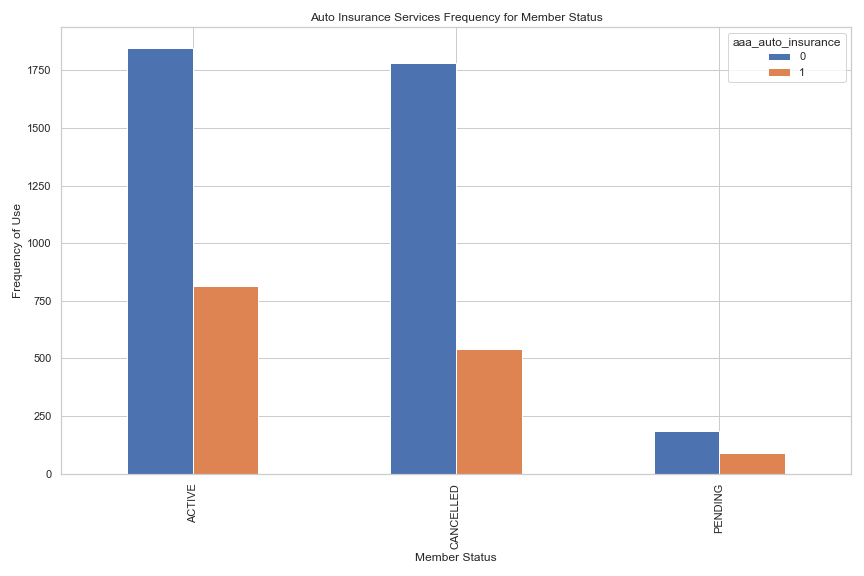 Auto Insurance Services Frequency for Member Status
aaa_auto_insurance
0
1
1750
1500
1250
1000
750
500
250
0
Frequency of Use
ACTIVE
CANCELLED
PENDING
Member Status